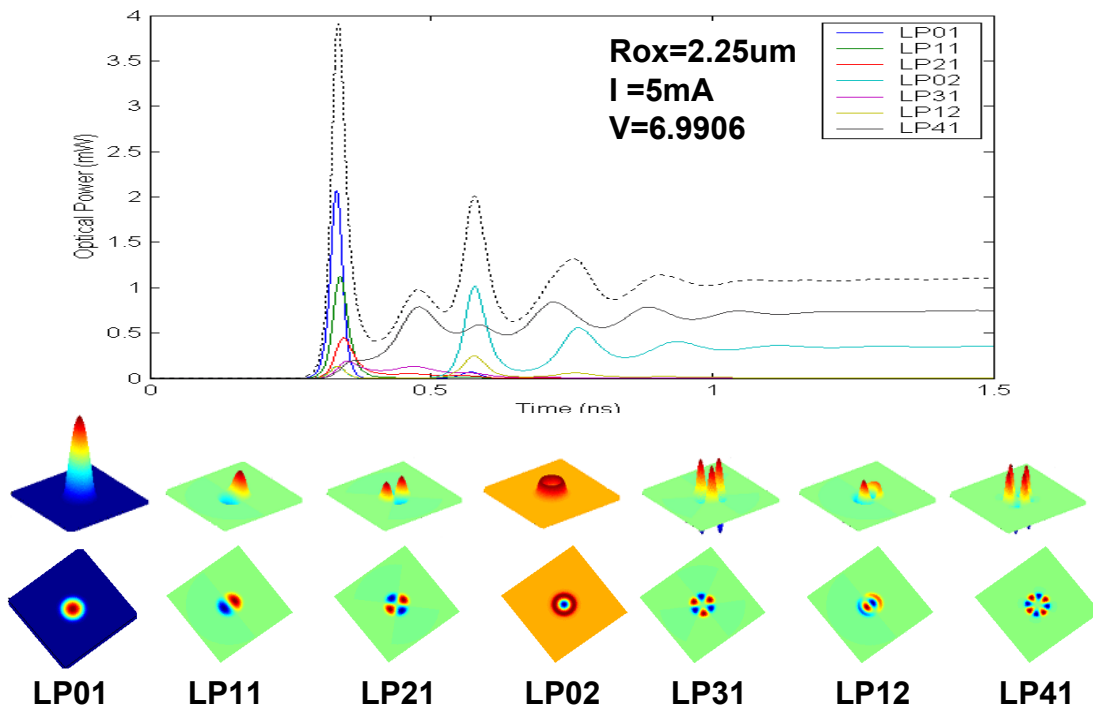 4
3.5
3
2.5
2
1.5
1
0.5
0
Optical Power (mW)
0
0.5
1
1.5
Time (ns)
Rox=2.25um
I =5mA
V=6.9906
LP01
LP11
LP21
LP02
LP31
LP12
LP41
LP01 LP11 LP21 LP02 LP31 LP12 LP41